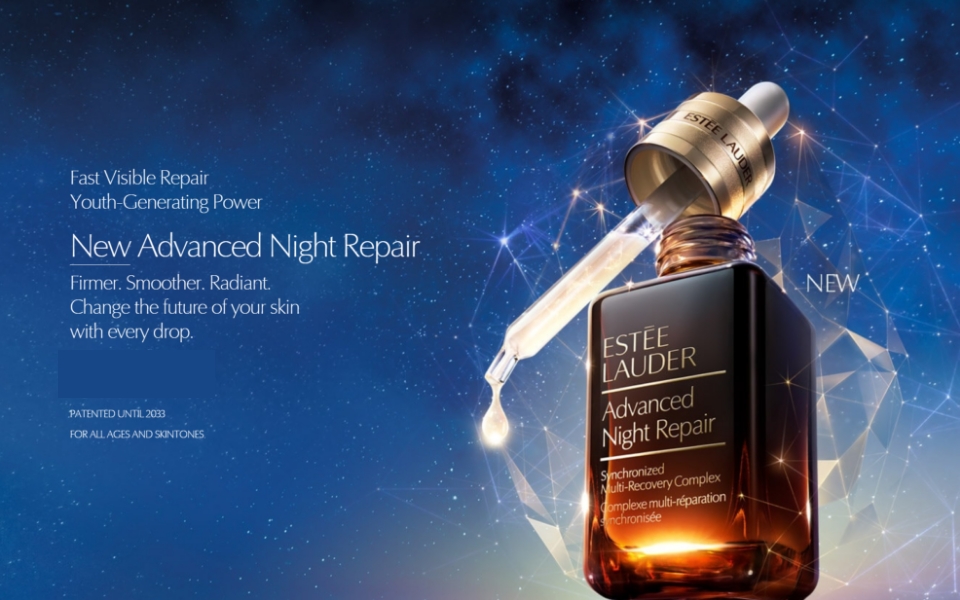 Fast Visible Repair
Youth-Generating Power
New Advanced Night Repair
Firmer. Smoother. Radiant.
Change the future of your skin
with every drop.
PATENTED UNTIL 2033
FOR ALL AGES AND SKINTONES
ESTĒE LAUDER
NEW
ESTĒE
LAUDER
Advanced
Night Repair
Synchronized
Multi-Recovery Complex
Complexe multi-réparation
synchronisée